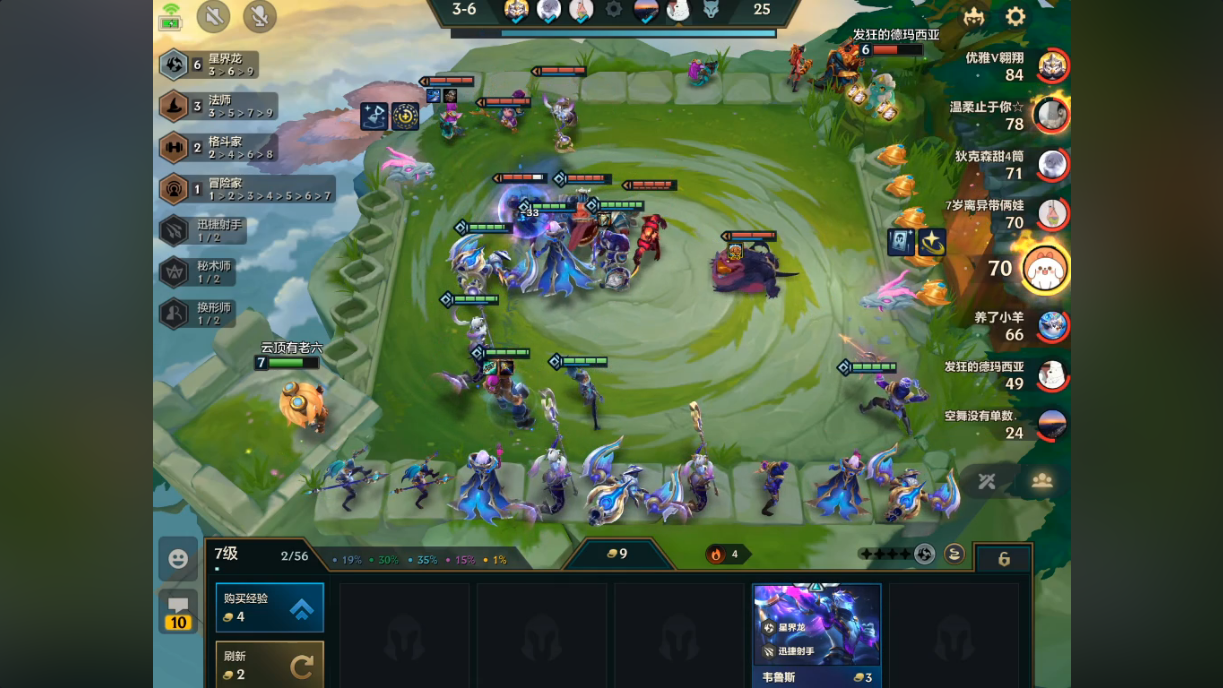 3-6
25
6
星界龙
3 > 6 > 9
3
法师
3 > 5 > 7 > 9
2
格斗家
2 > 4 > 6 > 8
1
冒险家
1 > 2 > 3 > 4 > 5 > 6 > 7
迅捷射手
1 / 2
秘术师
1 / 2
换形师
1 / 2
发狂的德玛西亚
6
优雅V翱翔
84
温柔止于你☆
78
狄克森甜4筒
71
7岁离异带俩娃
70
70
养了小羊
66
发狂的德玛西亚
49
空舞没有单数.
24
-33
云顶有老六
7
7级
2/56
19%
30%
35%
15%
1%
9
4
10
购买经验
4
刷新
2
星界龙
迅捷射手
韦鲁斯
3